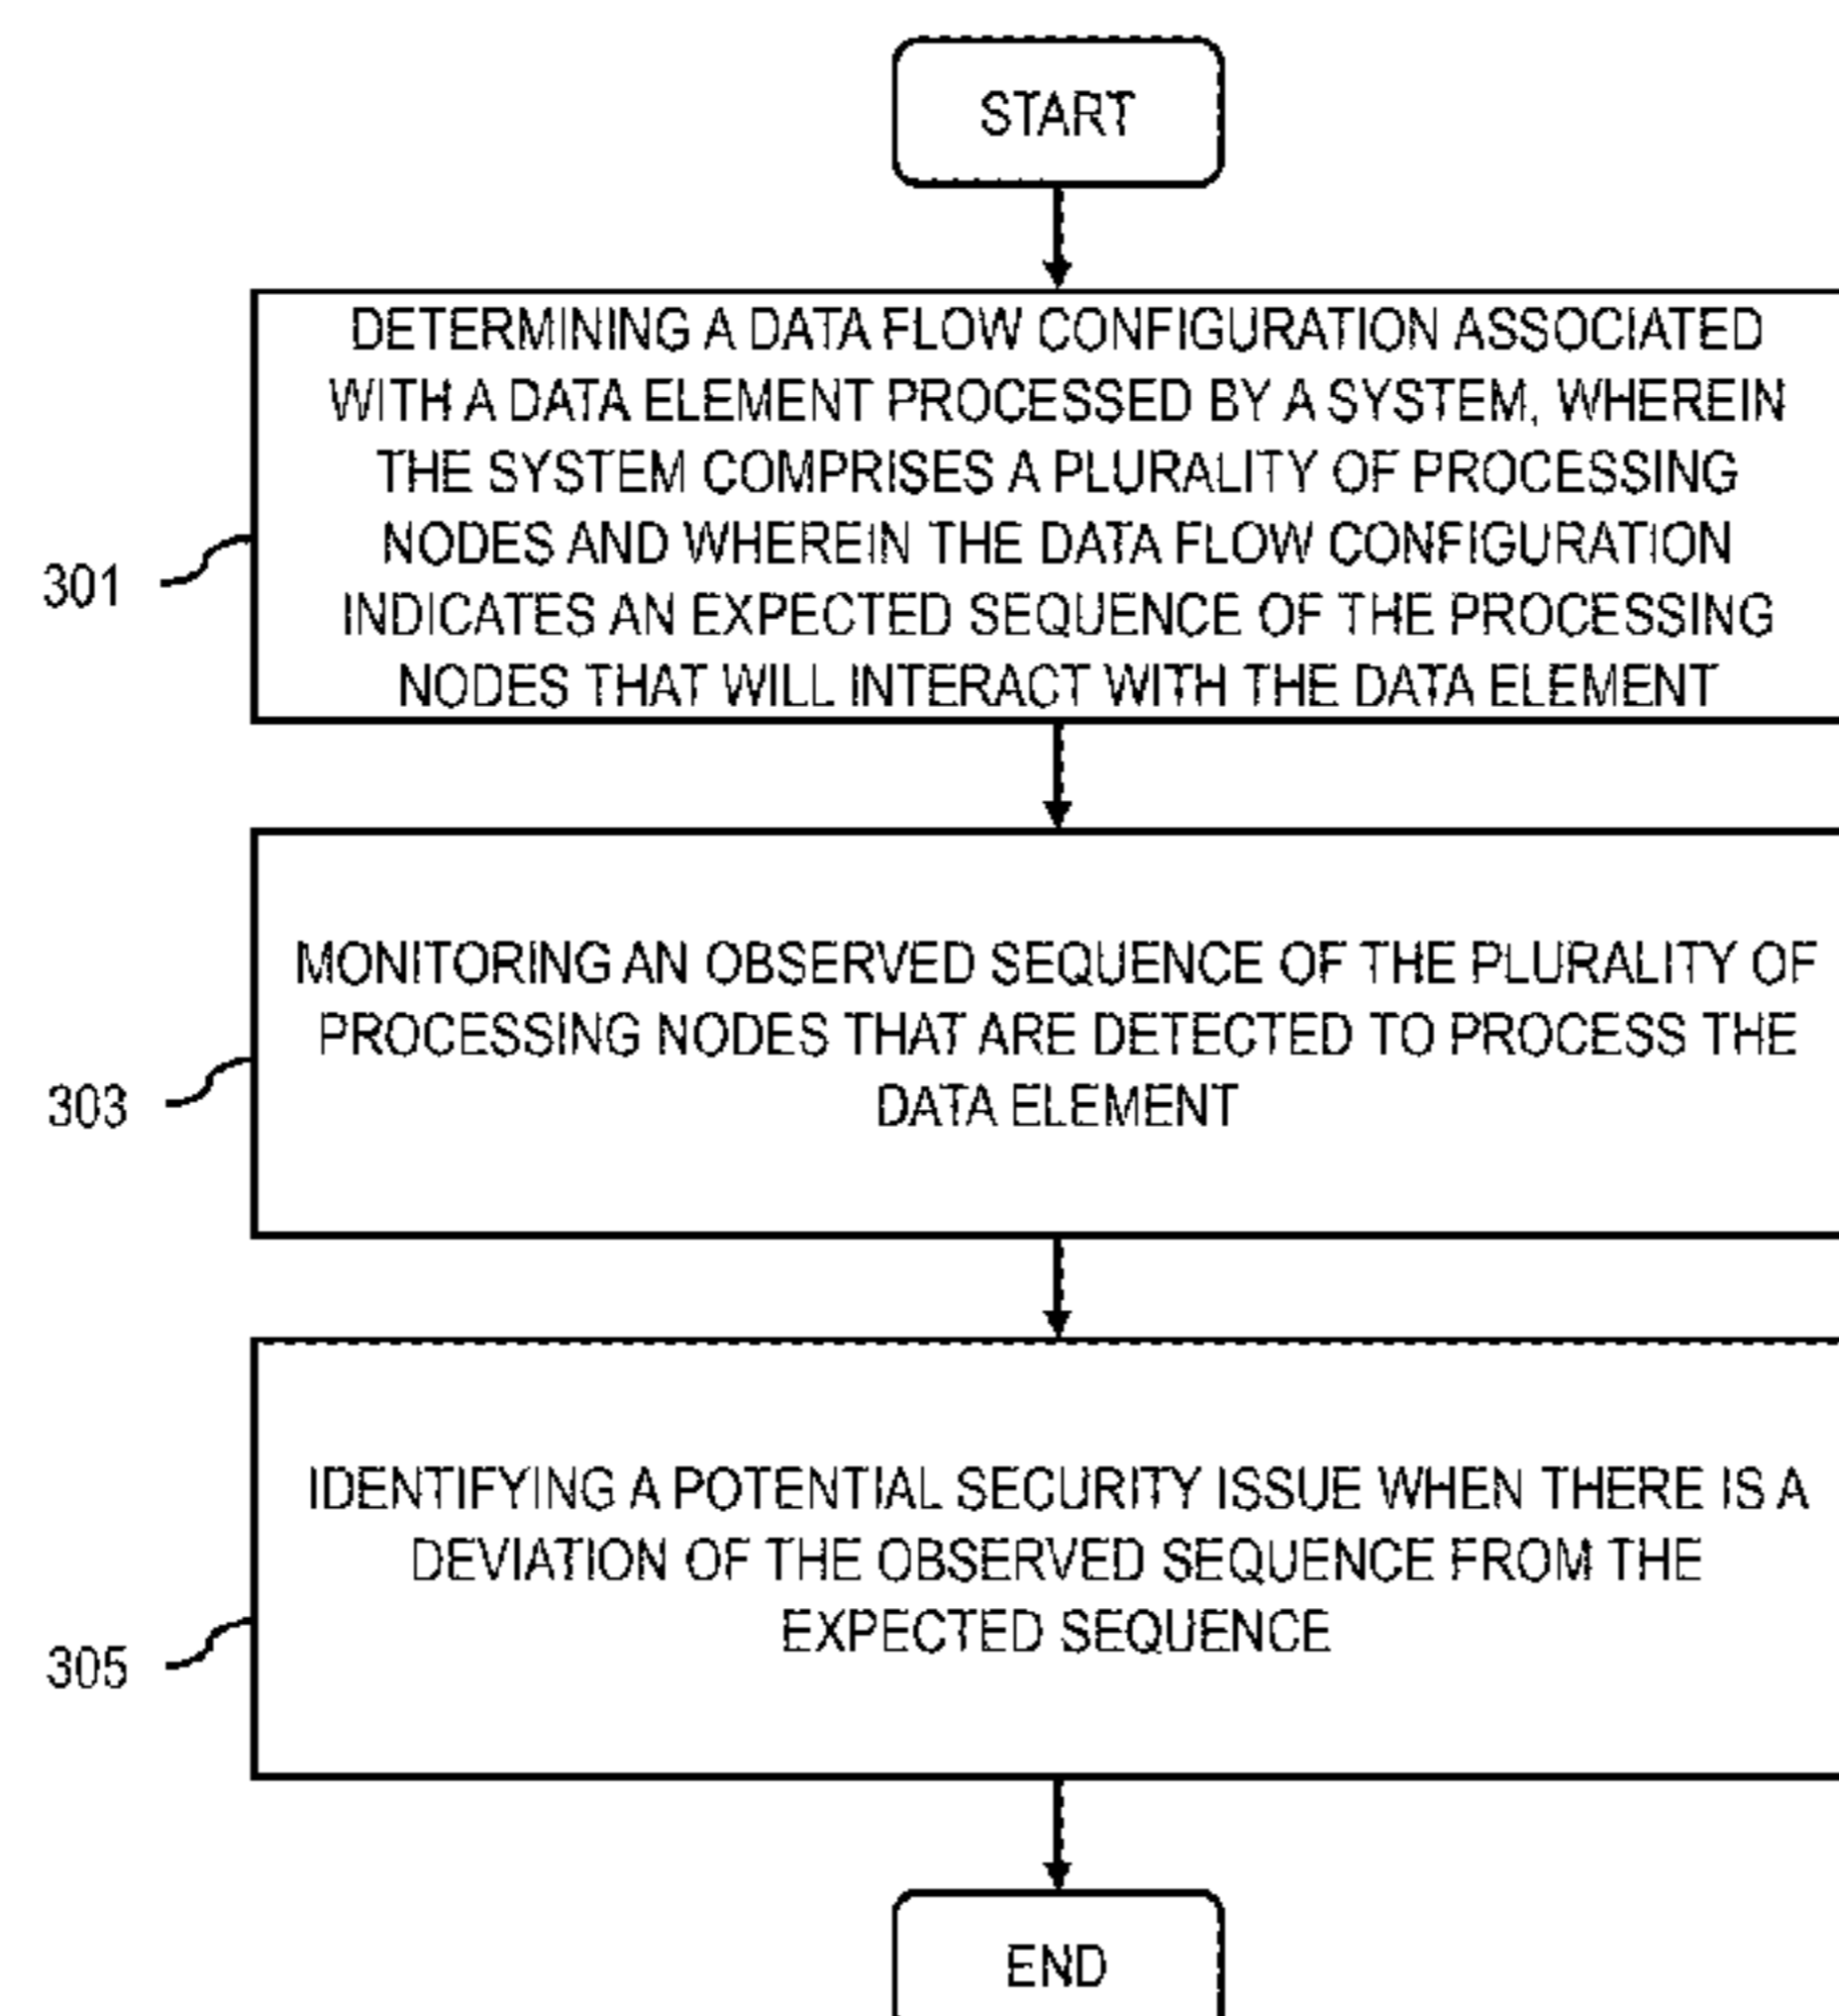 START
DETERMINING A DATA FLOW CONFIGURATION ASSOCIATED
WITH A DATA ELEMENT PROCESSED BY A SYSTEM, WHEREIN
THE SYSTEM COMPRISES A PLURALITY OF PROCESSING
NODES AND WHEREIN THE DATA FLOW CONFIGURATION
INDICATES AN EXPECTED SEQUENCE OF THE PROCESSING
NODES THAT WILL INTERACT WITH THE DATA ELEMENT
301
MONITORING AN OBSERVED SEQUENCE OF THE PLURALITY OF
PROCESSING NODES THAT ARE DETECTED TO PROCESS THE
DATA ELEMENT
303
IDENTIFYING A POTENTIAL SECURITY ISSUE WHEN THERE IS A
DEVIATION OF THE OBSERVED SEQUENCE FROM THE
EXPECTED SEQUENCE
305
END